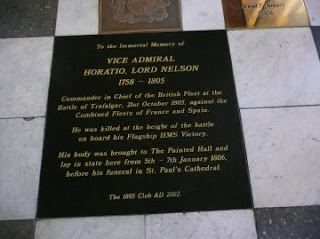 To the Immortal Memory of
VICE ADMIRAL
HORATIO, LORD NELSON
1758 - 1805
Commander in Chief of the British Fleet at the
Battle of Trafalgar, 21st October 1805, against the
Combined Fleets of France and Spain.
He was killed at the height of the battle
on board his Flagship HMS Victory.
His body was brought to The Painted Hall and
lay in state here from 5th - 7th January 1806,
before his funeral in St. Paul's Cathedral.
The 1805 Club AD 2002.